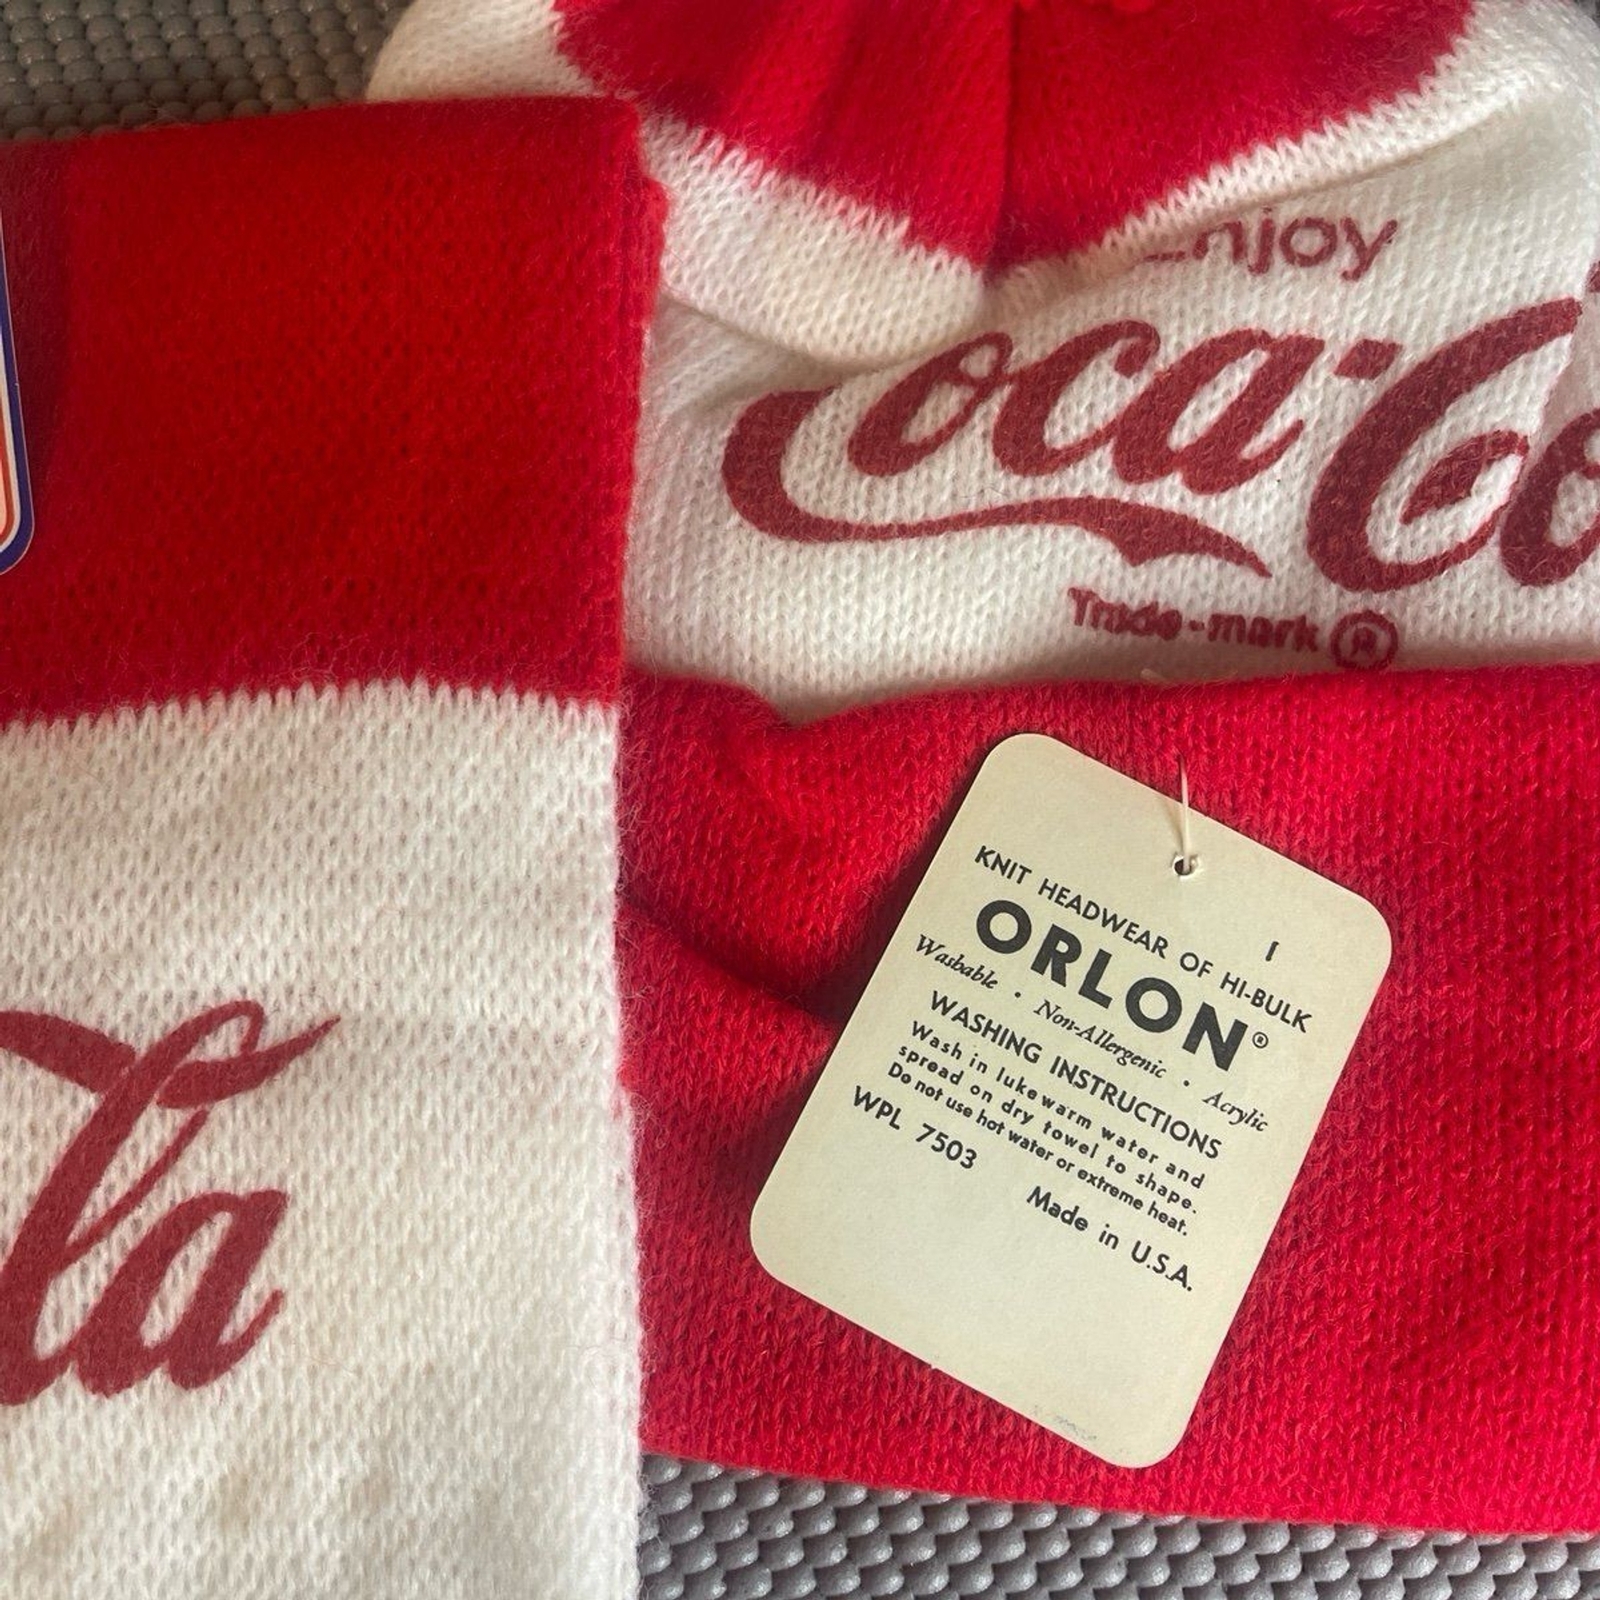 Enjoy
Coca-Co
Trade-mark ®
la
KNIT HEADWEAR OF HI-BULK
ORLON®
Washable · Non-Allergenic · Acrylic
WASHING INSTRUCTIONS
Wash in lukewarm water and
spread on dry towel to shape.
Do not use hot water or extreme heat.
WPL 7503
Made in U.S.A.